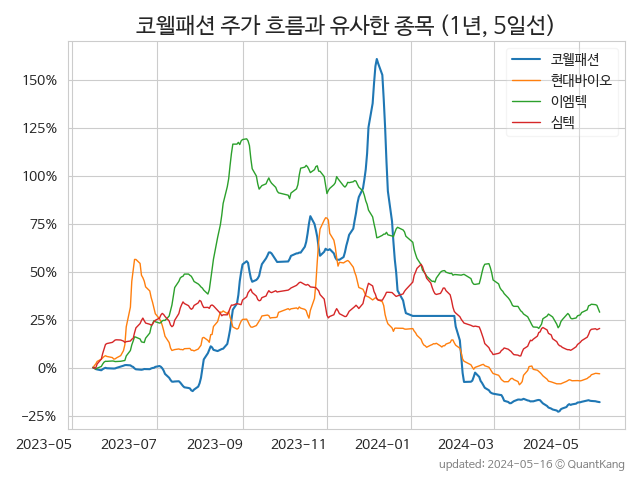 코웰패션 주가 흐름과 유사한 종목 (1년, 5일선)
코웰패션
현대바이오
이엠텍
심텍
150%
125%
100%
75%
50%
25%
0%
−25%
2023-05 2023-07 2023-09 2023-11 2024-01 2024-03 2024-05
updated: 2024-05-16 ⓒ QuantKang